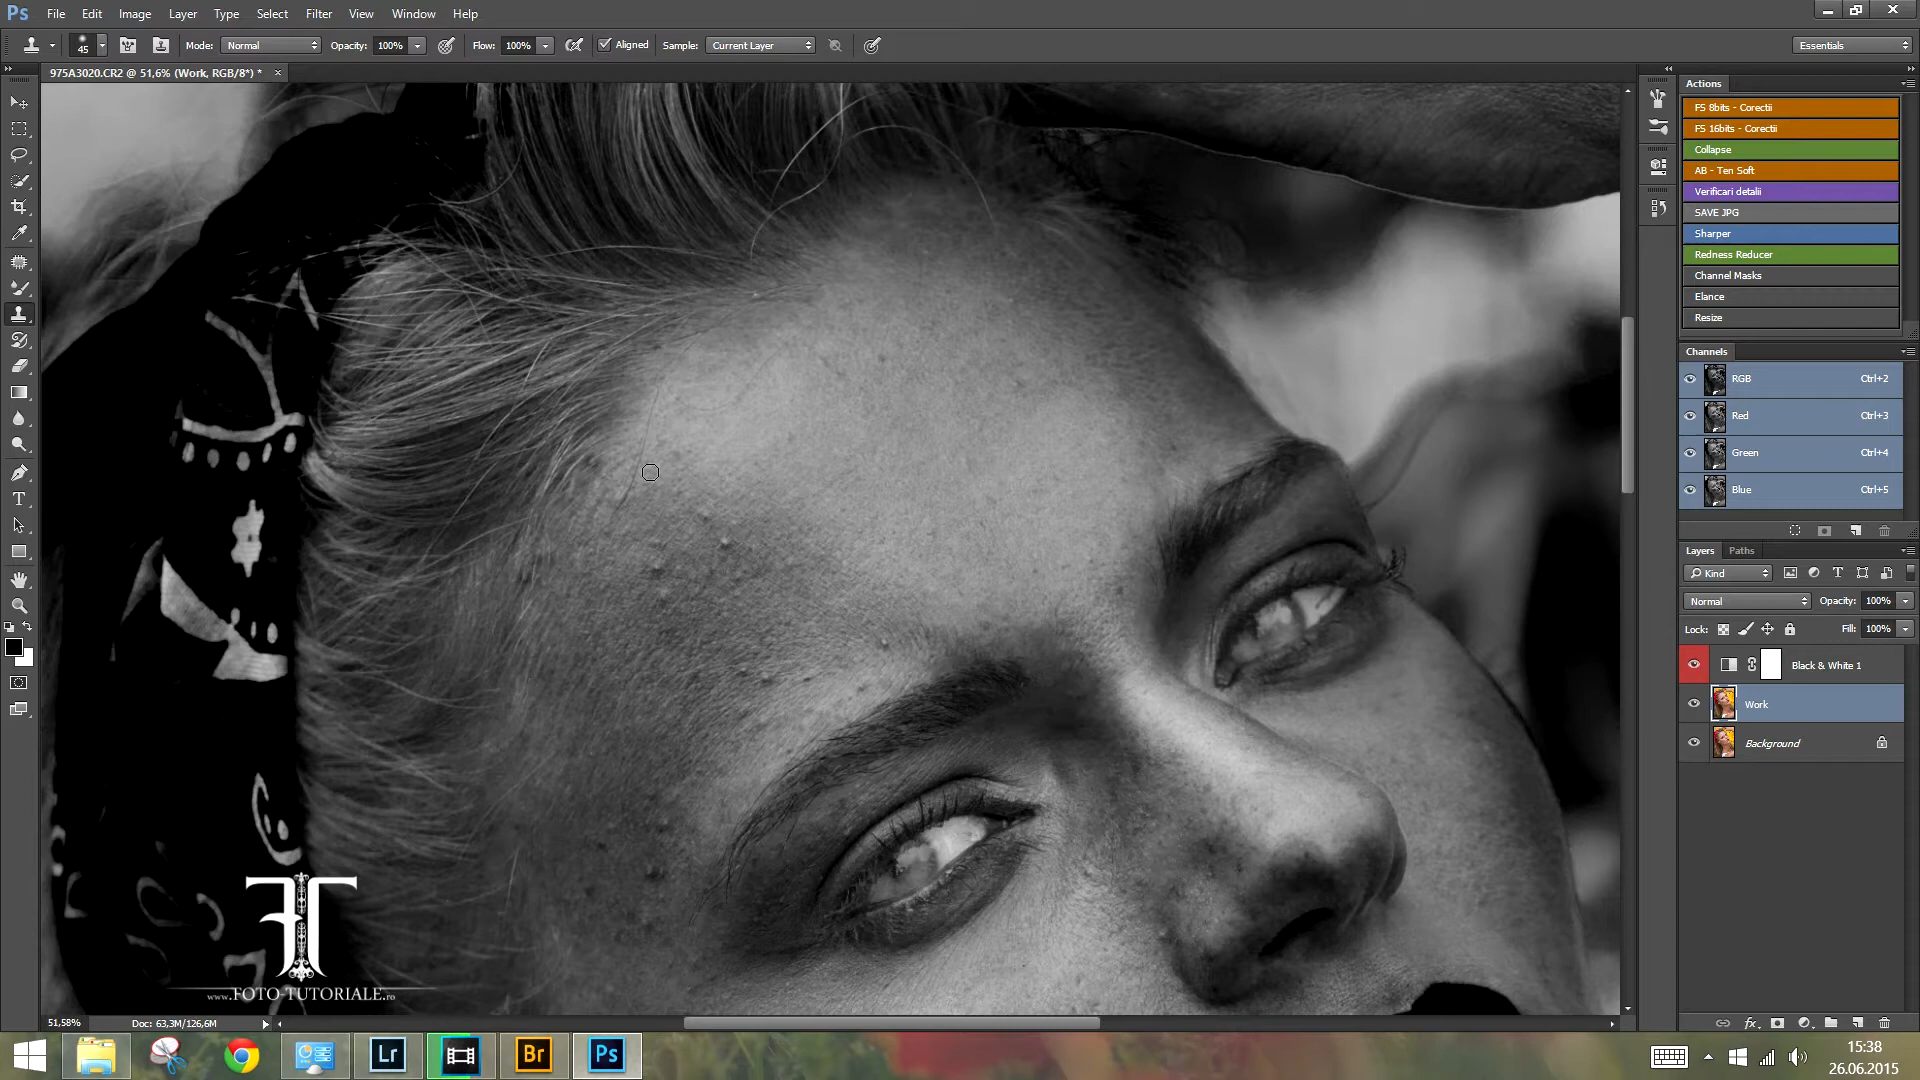 Ps File Edit Image Layer Type Select Filter View Window Help
45 Mode: Normal Opacity: 100% Flow: 100% Aligned Sample: Current Layer Essentials
975A3020.CR2 @ 51,6% (Work, RGB/8*) * ×
Actions
FS 8bits - Corectii
FS 16bits - Corectii
Collapse
AB - Ten Soft
Verificari detalii
SAVE JPG
Sharper
Redness Reducer
Channel Masks
Elance
Resize
Channels
RGB Ctrl+2
Red Ctrl+3
Green Ctrl+4
Blue Ctrl+5
Layers Paths
Kind
Normal Opacity: 100%
Lock: Fill: 100%
Black & White 1
Work
Background
FT
www.FOTO-TUTORIALE.ro
51,58% Doc: 63,3M/126,6M
Lr Br Ps
15:38
26.06.2015